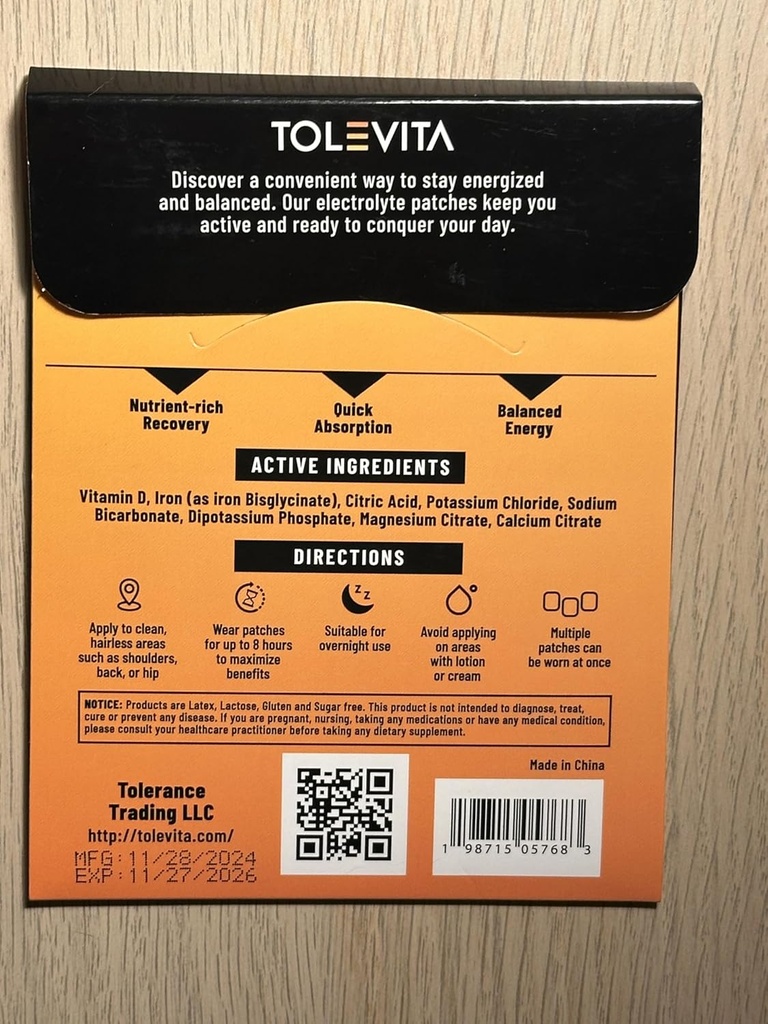 TOLEVITA
Discover a convenient way to stay energized
and balanced. Our electrolyte patches keep you
active and ready to conquer your day.
Nutrient-rich
Recovery
Quick
Absorption
Balanced
Energy
ACTIVE INGREDIENTS
Vitamin D, Iron (as iron Bisglycinate), Citric Acid, Potassium Chloride, Sodium
Bicarbonate, Dipotassium Phosphate, Magnesium Citrate, Calcium Citrate
DIRECTIONS
Z Z
Apply to clean,
hairless areas
such as shoulders,
back, or hip
Wear patches
for up to 8 hours
to maximize
benefits
Suitable for
overnight use
Avoid applying
on areas
with lotion
or cream
Multiple
patches can
be worn at once
NOTICE: Products are Latex, Lactose, Gluten and Sugar free. This product is not intended to diagnose, treat,
cure or prevent any disease. If you are pregnant, nursing, taking any medications or have any medical condition,
please consult your healthcare practitioner before taking any dietary supplement.
Made in China
Tolerance
Trading LLC
http://tolevita.com/
MFG:11/28/2024
EXP:11/27/2026
1 98715 05768 3